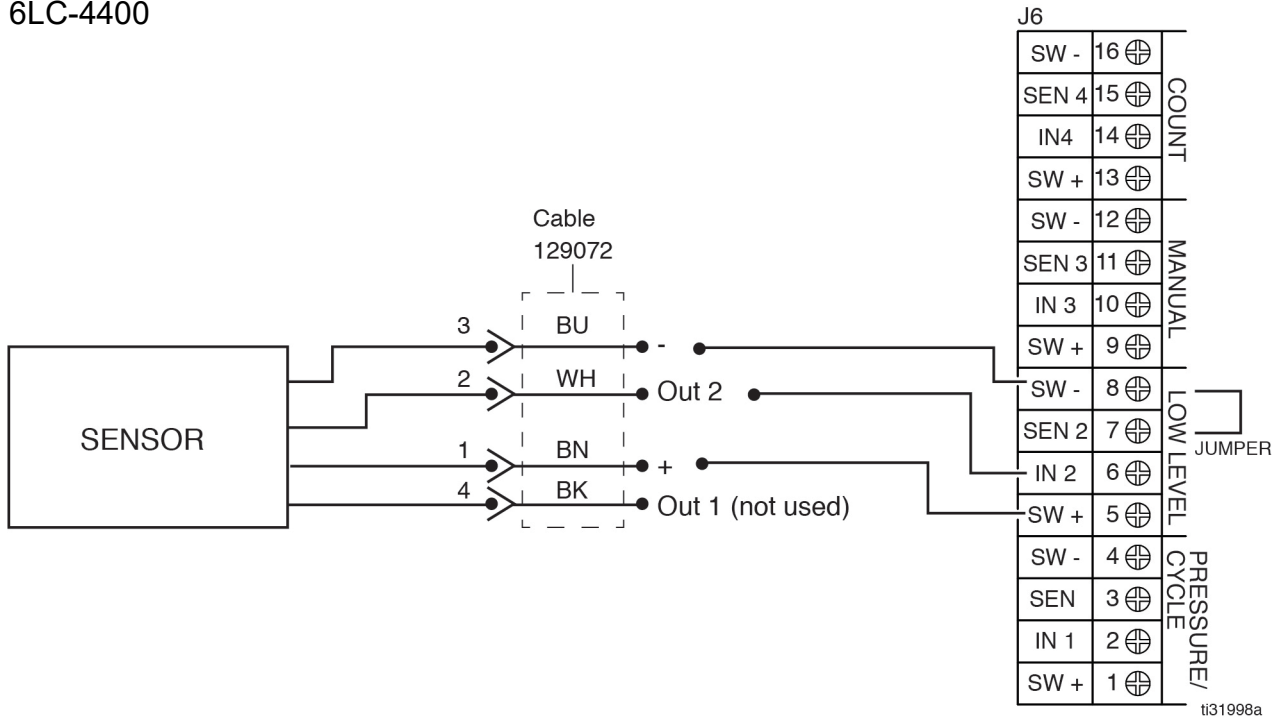 6LC-4400
J6
SW - 16
SEN 4 15
IN4 14
SW + 13
COUNT
SW - 12
SEN 3 11
IN 3 10
SW + 9
MANUAL
SW - 8
SEN 2 7
IN 2 6
SW + 5
LOW LEVEL
JUMPER
SW - 4
SEN 3
IN 1 2
SW + 1
PRESSURE/
CYCLE
Cable
129072
3 BU -
2 WH Out 2
1 BN +
4 BK Out 1 (not used)
SENSOR
ti31998a